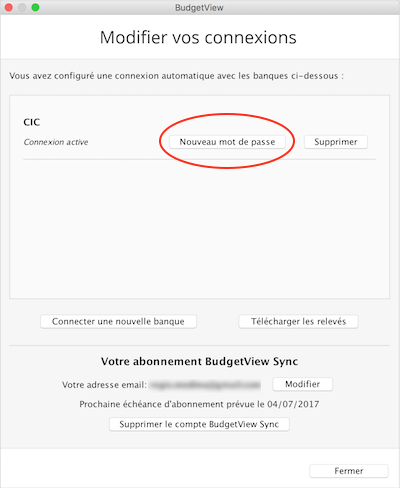 BudgetView
Modifier vos connexions
Vous avez configuré une connexion automatique avec les banques ci-dessous :
CIC
Connexion active Nouveau mot de passe Supprimer
Connecter une nouvelle banque Télécharger les relevés
Votre abonnement BudgetView Sync
Votre adresse email: Modifier
Prochaine échéance d'abonnement prévue le 04/07/2017
Supprimer le compte BudgetView Sync
Fermer